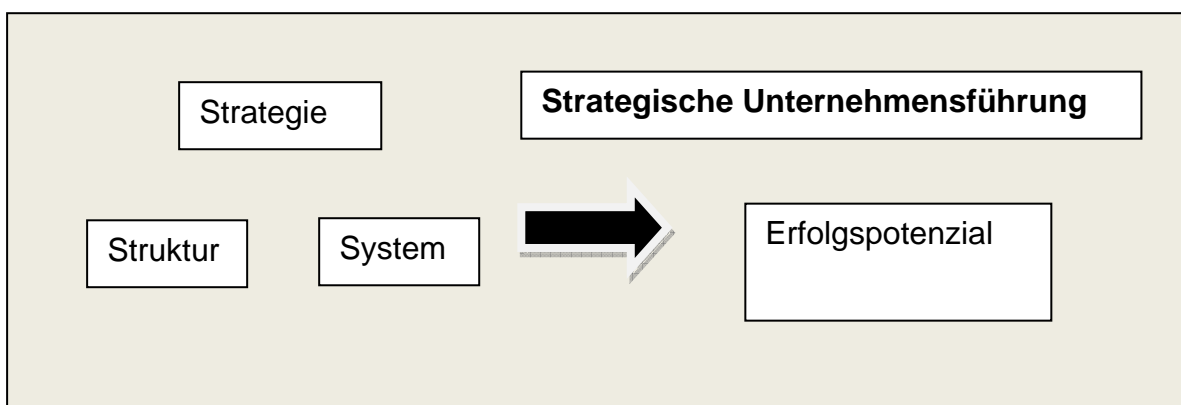 Strategie
Strategische Unternehmensführung
Struktur
System
Erfolgspotenzial